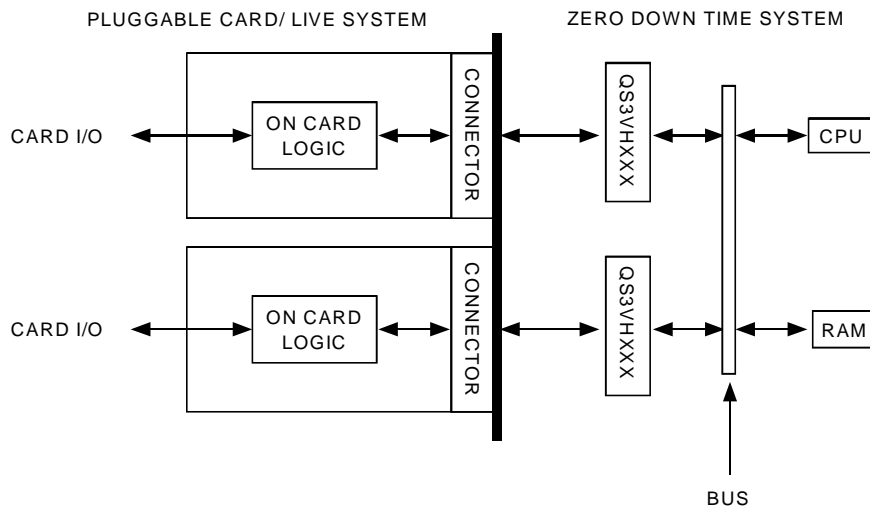 PLUGGABLE CARD/ LIVE SYSTEM
ZERO DOWN TIME SYSTEM
CARD I/O
ON CARD
LOGIC
CONNECTOR
QS3VHXXX
CPU
CARD I/O
ON CARD
LOGIC
CONNECTOR
QS3VHXXX
RAM
BUS